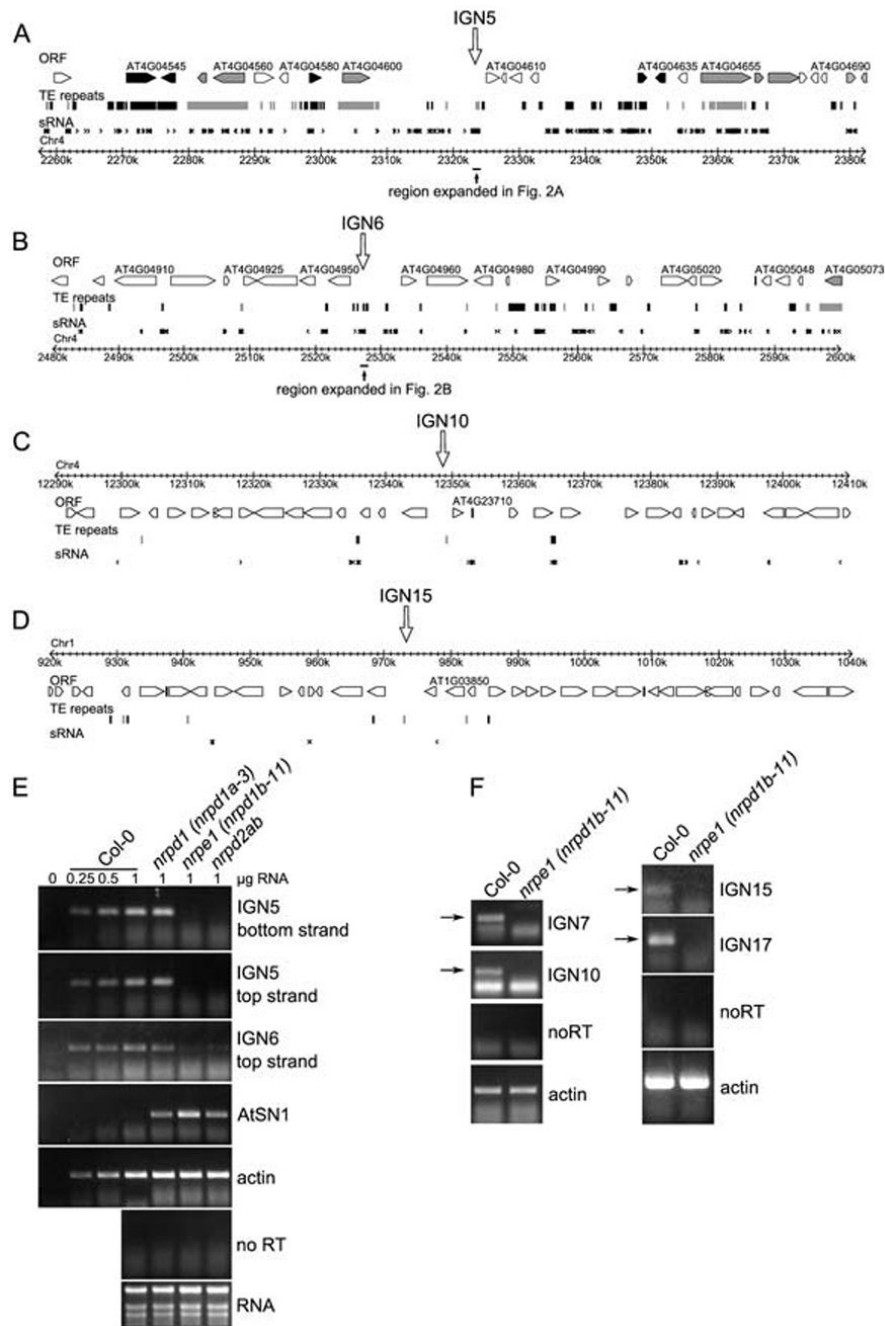 A
IGN5
ORF
AT4G04545 AT4G04560 AT4G04580 AT4G04600 AT4G04610 AT4G04635 AT4G04655 AT4G04690
TE repeats
sRNA
Chr4
2260k 2270k 2280k 2290k 2300k 2310k 2320k 2330k 2340k 2350k 2360k 2370k 2380k
region expanded in Fig. 2A
B
IGN6
ORF
AT4G04910 AT4G04925 AT4G04950 AT4G04960 AT4G04980 AT4G04990 AT4G05020 AT4G05048 AT4G05073
TE repeats
sRNA
Chr4
2480k 2490k 2500k 2510k 2520k 2530k 2540k 2550k 2560k 2570k 2580k 2590k 2600k
region expanded in Fig. 2B
C
IGN10
Chr4
12290k 12300k 12310k 12320k 12330k 12340k 12350k 12360k 12370k 12380k 12390k 12400k 12410k
ORF
AT4G23710
TE repeats
sRNA
D
IGN15
Chr1
920k 930k 940k 950k 960k 970k 980k 990k 1000k 1010k 1020k 1030k 1040k
ORF
AT1G03850
TE repeats
sRNA
E
Col-0
nrpd1 (nrpd1a-3)
nrpe1 (nrpd1b-11)
nrpd2ab
0 0.25 0.5 1 1 1 1 µg RNA
IGN5
bottom strand
IGN5
top strand
IGN6
top strand
AtSN1
actin
no RT
RNA
F
Col-0
nrpe1 (nrpd1b-11)
IGN7
IGN10
noRT
actin
Col-0
nrpe1 (nrpd1b-11)
IGN15
IGN17
noRT
actin